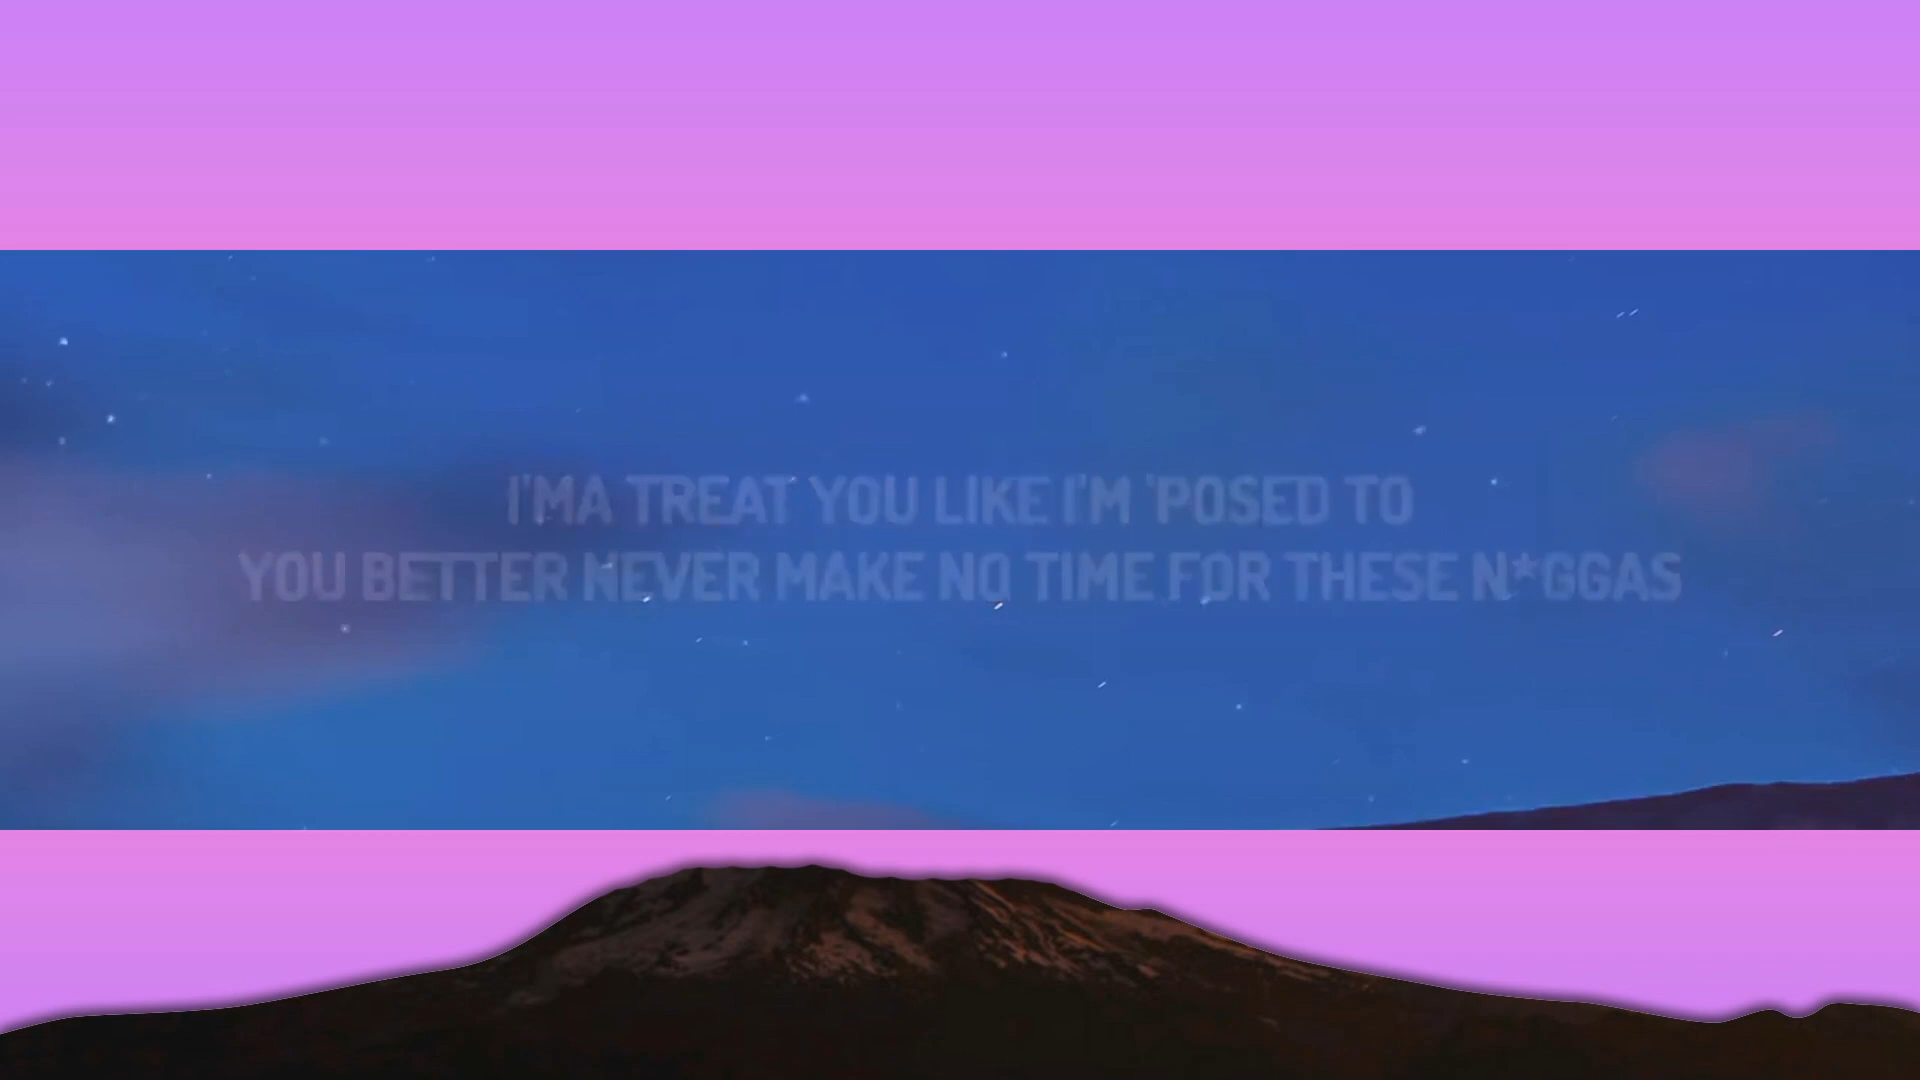 I'MA TREAT YOU LIKE I'M 'POSED TO
YOU BETTER NEVER MAKE NO TIME FOR THESE N*GGAS